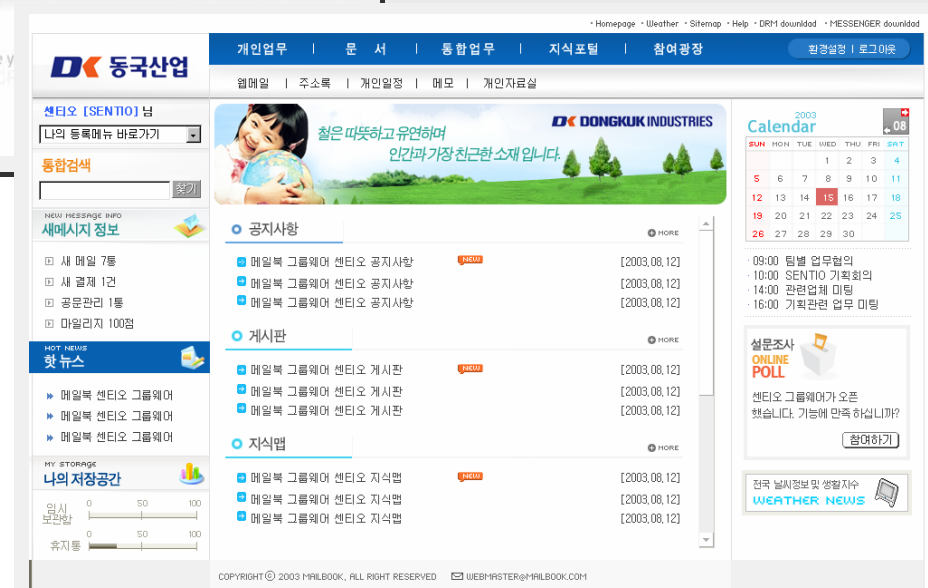 · Homepage · Weather · Sitemap · Help · DRM downldad · MESSENGER downldad
DK 동국산업
개인업무 | 문 서 | 통합업무 | 지식포털 | 참여광장
환경설정 | 로그아웃
웹메일 | 주소록 | 개인일정 | 메모 | 개인자료실
센티오 [SENTIO] 님
나의 등록메뉴 바로가기
통합검색
찾기
NEW MESSAGE INFO
새메시지 정보
새 메일 7통
새 결제 1건
공문관리 1통
마일리지 100점
HOT NEWS
핫 뉴스
메일북 센티오 그룹웨어
메일북 센티오 그룹웨어
메일북 센티오 그룹웨어
MY STORAGE
나의 저장공간
임시
보관함
0 50 100
휴지통
0 50 100
철은 따뜻하고 유연하며
인간과 가장 친근한 소재 입니다.
DK DONGKUK INDUSTRIES
공지사항
MORE
메일북 그룹웨어 센티오 공지사항 NEW [2003.08.12]
메일북 그룹웨어 센티오 공지사항 [2003.08.12]
메일북 그룹웨어 센티오 공지사항 [2003.08.12]
게시판
MORE
메일북 그룹웨어 센티오 게시판 NEW [2003.08.12]
메일북 그룹웨어 센티오 게시판 [2003.08.12]
메일북 그룹웨어 센티오 게시판 [2003.08.12]
지식맵
MORE
메일북 그룹웨어 센티오 지식맵 NEW [2003.08.12]
메일북 그룹웨어 센티오 지식맵 [2003.08.12]
메일북 그룹웨어 센티오 지식맵 [2003.08.12]
2003
Calendar
08
SUN MON TUE WED THU FRI SAT
1 2 3 4
5 6 7 8 9 10 11
12 13 14 15 16 17 18
19 20 21 22 23 24 25
26 27 28 29 30
· 09:00 팀별 업무협의
· 10:00 SENTIO 기획회의
· 14:00 관련업체 미팅
· 16:00 기획관련 업무 미팅
설문조사
ONLINE
POLL
센티오 그룹웨어가 오픈
했습니다. 기능에 만족 하십니까?
참여하기
전국 날씨정보 및 생활지수
WEATHER NEWS
COPYRIGHT ⓒ 2003 MAILBOOK, ALL RIGHT RESERVED WEBMASTER@MAILBOOK.COM